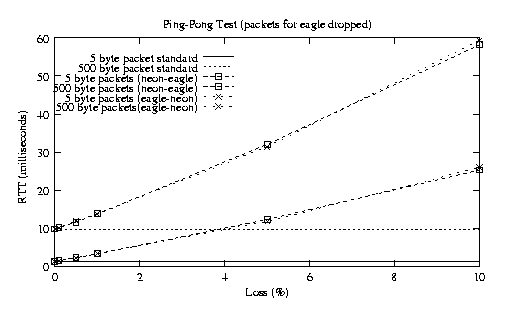 Ping-Pong Test (packets for eagle dropped)
60
5 byte packet standard
500 byte packet standard
5 byte packets (neon-eagle)
500 byte packets (neon-eagle)
5 byte packets(eagle-neon)
500 byte packets(eagle-neon)
50
40
30
20
10
0
RTT (milliseconds)
0 2 4 6 8 10
Loss (%)